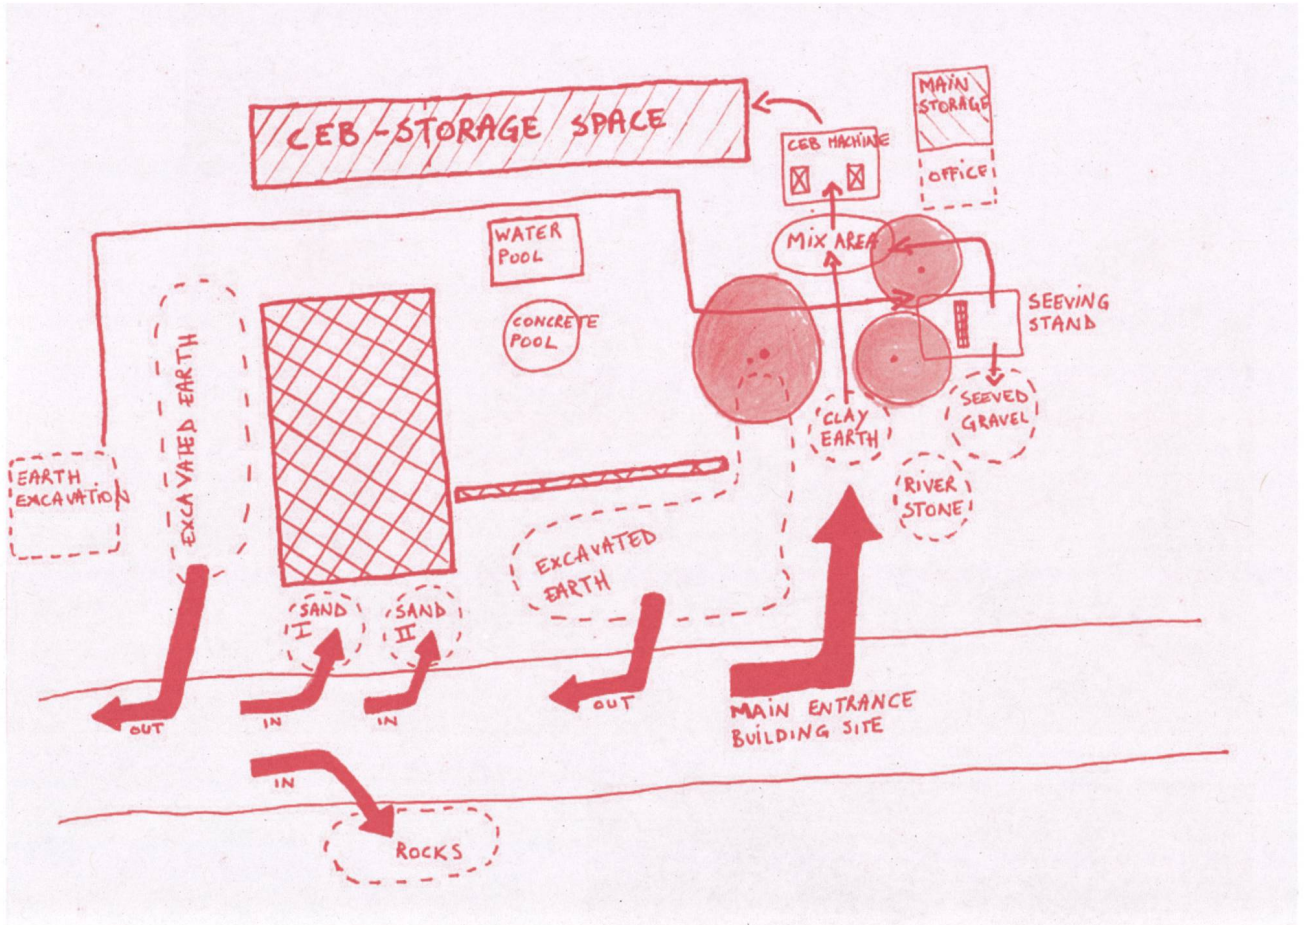 CEB-STORAGE SPACE
CEB MACHINE
MAIN
STORAGE
OFFICE
WATER
POOL
MIX AREA
CONCRETE
POOL
SEEVING
STAND
EXCAVATED EARTH
SEEVED
GRAVEL
CLAY
EARTH
EARTH
EXCAVATION
RIVER
STONE
EXCAVATED
EARTH
SAND
I
SAND
II
OUT
IN
IN
OUT
MAIN ENTRANCE
BUILDING SITE
IN
ROCKS